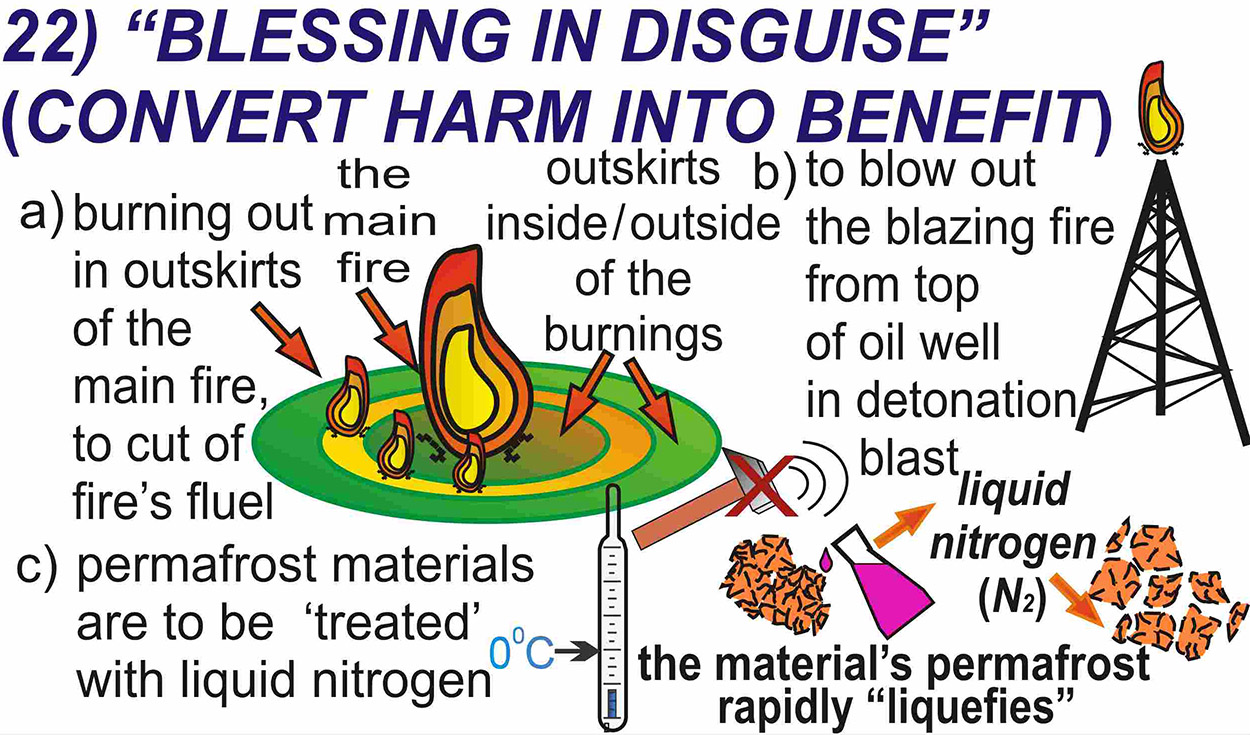 22) “BLESSING IN DISGUISE”
(CONVERT HARM INTO BENEFIT)
a) burning out
in outskirts
of the
main fire,
to cut of
fire’s fluel
the
main
fire
outskirts
inside/outside
of the
burnings
b) to blow out
the blazing fire
from top
of oil well
in detonation
blast
c) permafrost materials
are to be ‘treated’
with liquid nitrogen
0⁰C
liquid
nitrogen
(N₂)
the material’s permafrost
rapidly “liquefies”